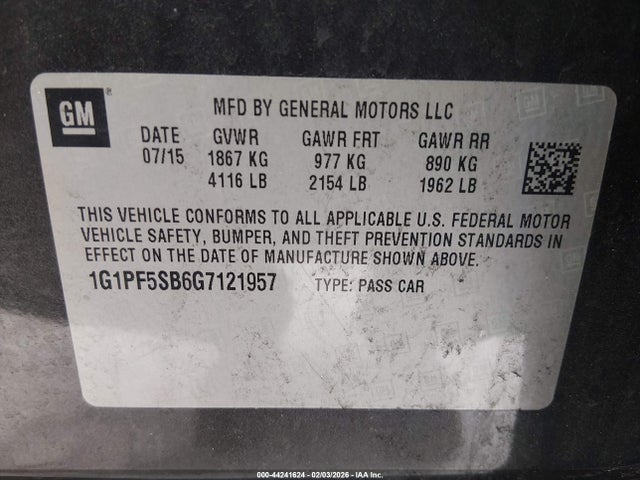 GM
MFD BY GENERAL MOTORS LLC
DATE GVWR GAWR FRT GAWR RR
07/15 1867 KG 977 KG 890 KG
4116 LB 2154 LB 1962 LB
THIS VEHICLE CONFORMS TO ALL APPLICABLE U.S. FEDERAL MOTOR
VEHICLE SAFETY, BUMPER, AND THEFT PREVENTION STANDARDS IN
EFFECT ON THE DATE OF MANUFACTURE SHOWN ABOVE.
1G1PF5SB6G7121957 TYPE: PASS CAR
0-44241624 - 02/03/2026 - IAA Inc.